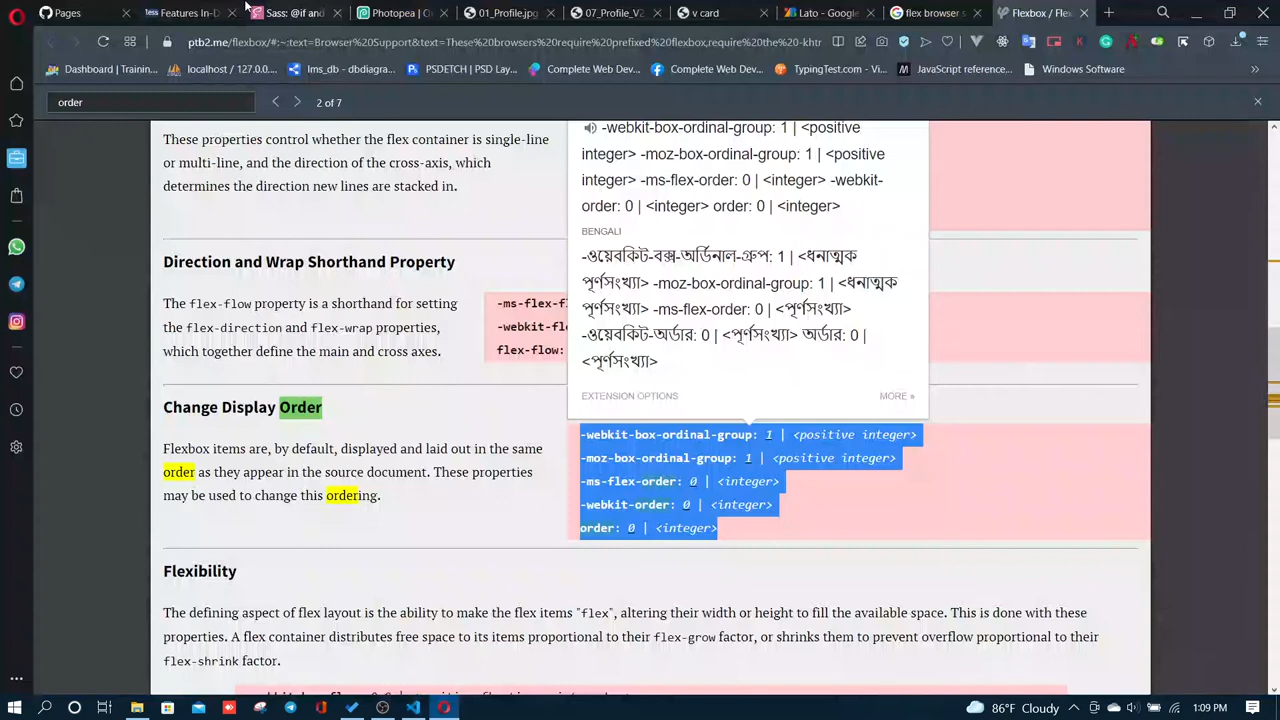 Pages
less Features In-D
Sass: @if and
Photopea | O
01_Profile.jpg
07_Profile_V2
v card
Lato - Google
flex browser s
Flexbox / Flex
ptb2.me/flexbox/#:~:text=Browser%20Support&text=These%20browsers%20require%20prefixed%20flexbox,require%20the%20-khtr
Dashboard | Trainin...
localhost / 127.0.0....
lms_db - dbdiagra...
PSDETCH | PSD Lay...
Complete Web Dev...
Complete Web Dev...
TypingTest.com - Vi...
JavaScript reference...
Windows Software
order
2 of 7
These properties control whether the flex container is single-line
or multi-line, and the direction of the cross-axis, which
determines the direction new lines are stacked in.
-webkit-box-ordinal-group: 1 | <positive
integer> -moz-box-ordinal-group: 1 | <positive
integer> -ms-flex-order: 0 | <integer> -webkit-
order: 0 | <integer> order: 0 | <integer>
BENGALI
-ওয়েবকিট-বক্স-অর্ডিনাল-গ্রুপ: 1 | <ধনাত্মক
পূর্ণসংখ্যা> -moz-box-ordinal-group: 1 | <ধনাত্মক
পূর্ণসংখ্যা> -ms-flex-order: 0 | <পূর্ণসংখ্যা>
-ওয়েবকিট-অর্ডার: 0 | <পূর্ণসংখ্যা> অর্ডার: 0 |
<পূর্ণসংখ্যা>
EXTENSION OPTIONS
MORE »
Direction and Wrap Shorthand Property
The flex-flow property is a shorthand for setting
the flex-direction and flex-wrap properties,
which together define the main and cross axes.
-ms-flex-fl
-webkit-fle
flex-flow:
Change Display Order
Flexbox items are, by default, displayed and laid out in the same
order as they appear in the source document. These properties
may be used to change this ordering.
-webkit-box-ordinal-group: 1 | <positive integer>
-moz-box-ordinal-group: 1 | <positive integer>
-ms-flex-order: 0 | <integer>
-webkit-order: 0 | <integer>
order: 0 | <integer>
Flexibility
The defining aspect of flex layout is the ability to make the flex items "flex", altering their width or height to fill the available space. This is done with these
properties. A flex container distributes free space to its items proportional to their flex-grow factor, or shrinks them to prevent overflow proportional to their
flex-shrink factor.
86°F Cloudy
1:09 PM